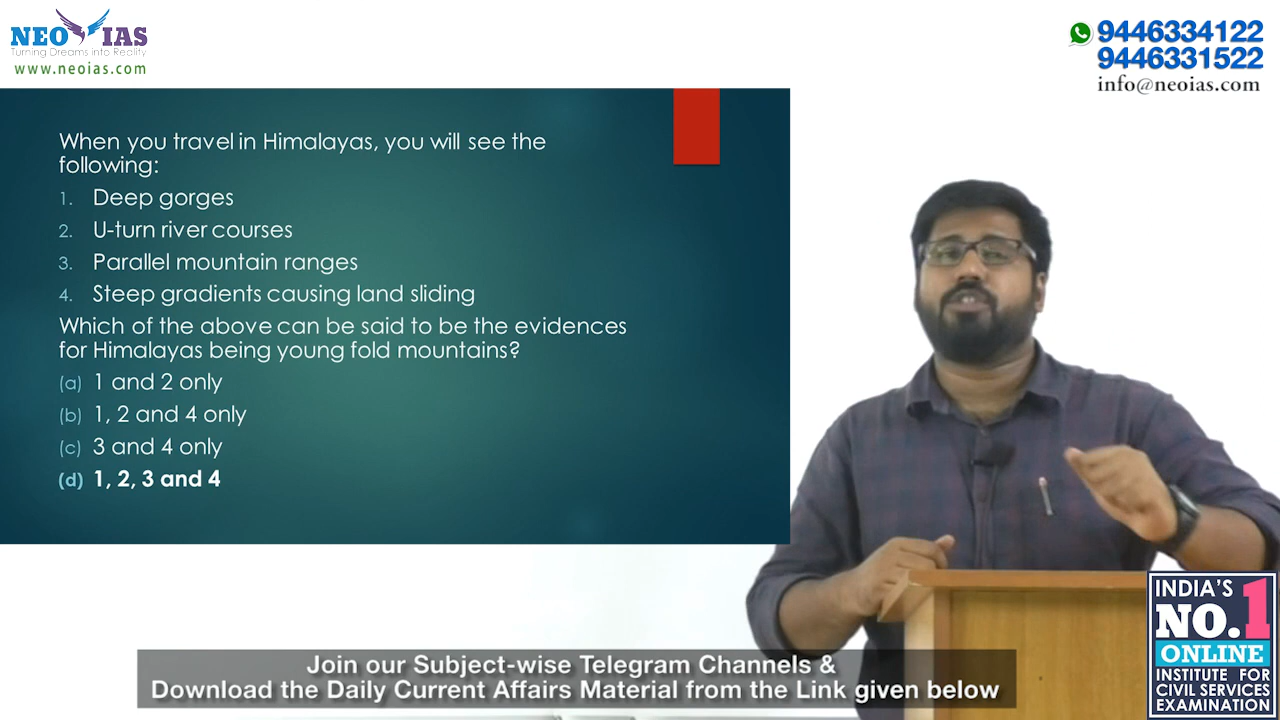 NEO IAS
Turning Dreams into Reality
www.neoias.com
9446334122
9446331522
info@neoias.com
When you travel in Himalayas, you will see the
following:
1. Deep gorges
2. U-turn river courses
3. Parallel mountain ranges
4. Steep gradients causing land sliding
Which of the above can be said to be the evidences
for Himalayas being young fold mountains?
(a) 1 and 2 only
(b) 1, 2 and 4 only
(c) 3 and 4 only
(d) 1, 2, 3 and 4
INDIA'S
NO.1
ONLINE
INSTITUTE FOR
CIVIL SERVICES
EXAMINATION
Join our Subject-wise Telegram Channels &
Download the Daily Current Affairs Material from the Link given below